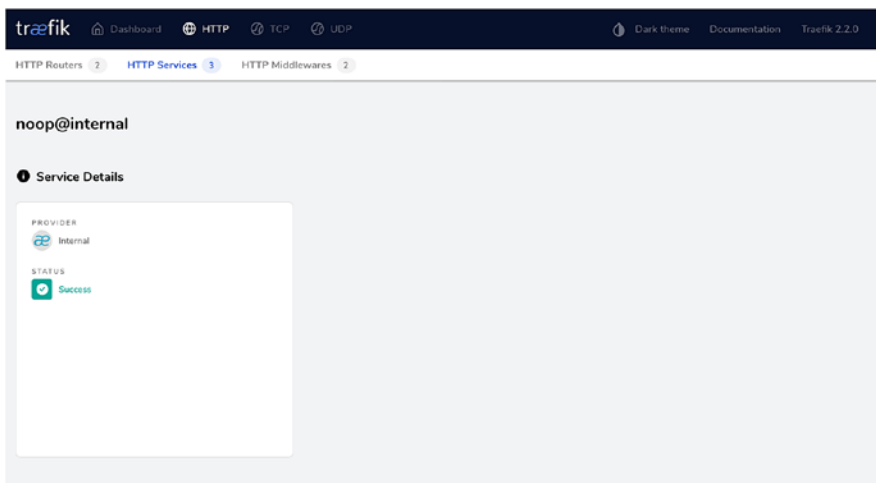 træfik Dashboard HTTP TCP UDP Dark theme Documentation Traefik 2.2.0
HTTP Routers 2 HTTP Services 3 HTTP Middlewares 2
noop@internal
Service Details
PROVIDER
æ Internal
STATUS
Success